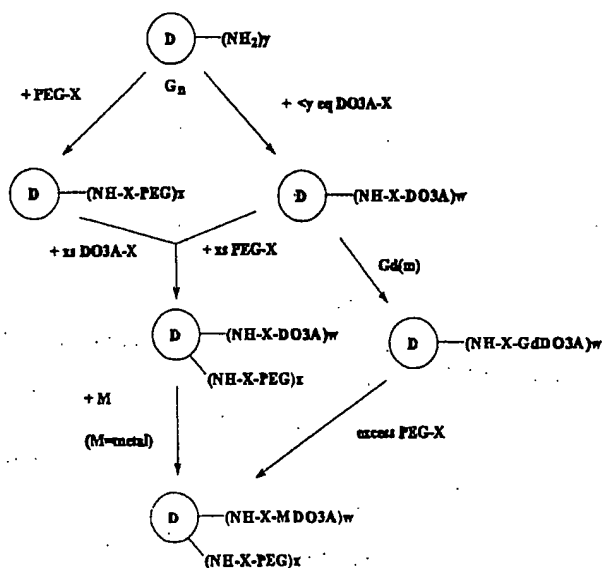 D —(NH₂)y
Gn
+ PEG-X
+ <y eq DO3A-X
D —(NH-X-PEG)x
D —(NH-X-DO3A)w
+ xs DO3A-X
+ xs PEG-X
Gd(m)
D —(NH-X-DO3A)w
(NH-X-PEG)x
D —(NH-X-GdDO3A)w
+ M
(M=metal)
excess PEG-X
D —(NH-X-MDO3A)w
(NH-X-PEG)x